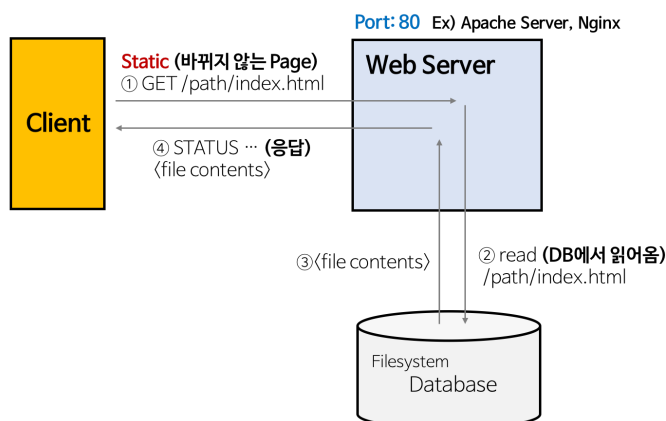 Port: 80 Ex) Apache Server, Nginx
Static (바뀌지 않는 Page)
① GET /path/index.html
Web Server
Client
④ STATUS … (응답)
〈file contents〉
③〈file contents〉
② read (DB에서 읽어옴)
/path/index.html
Filesystem
Database